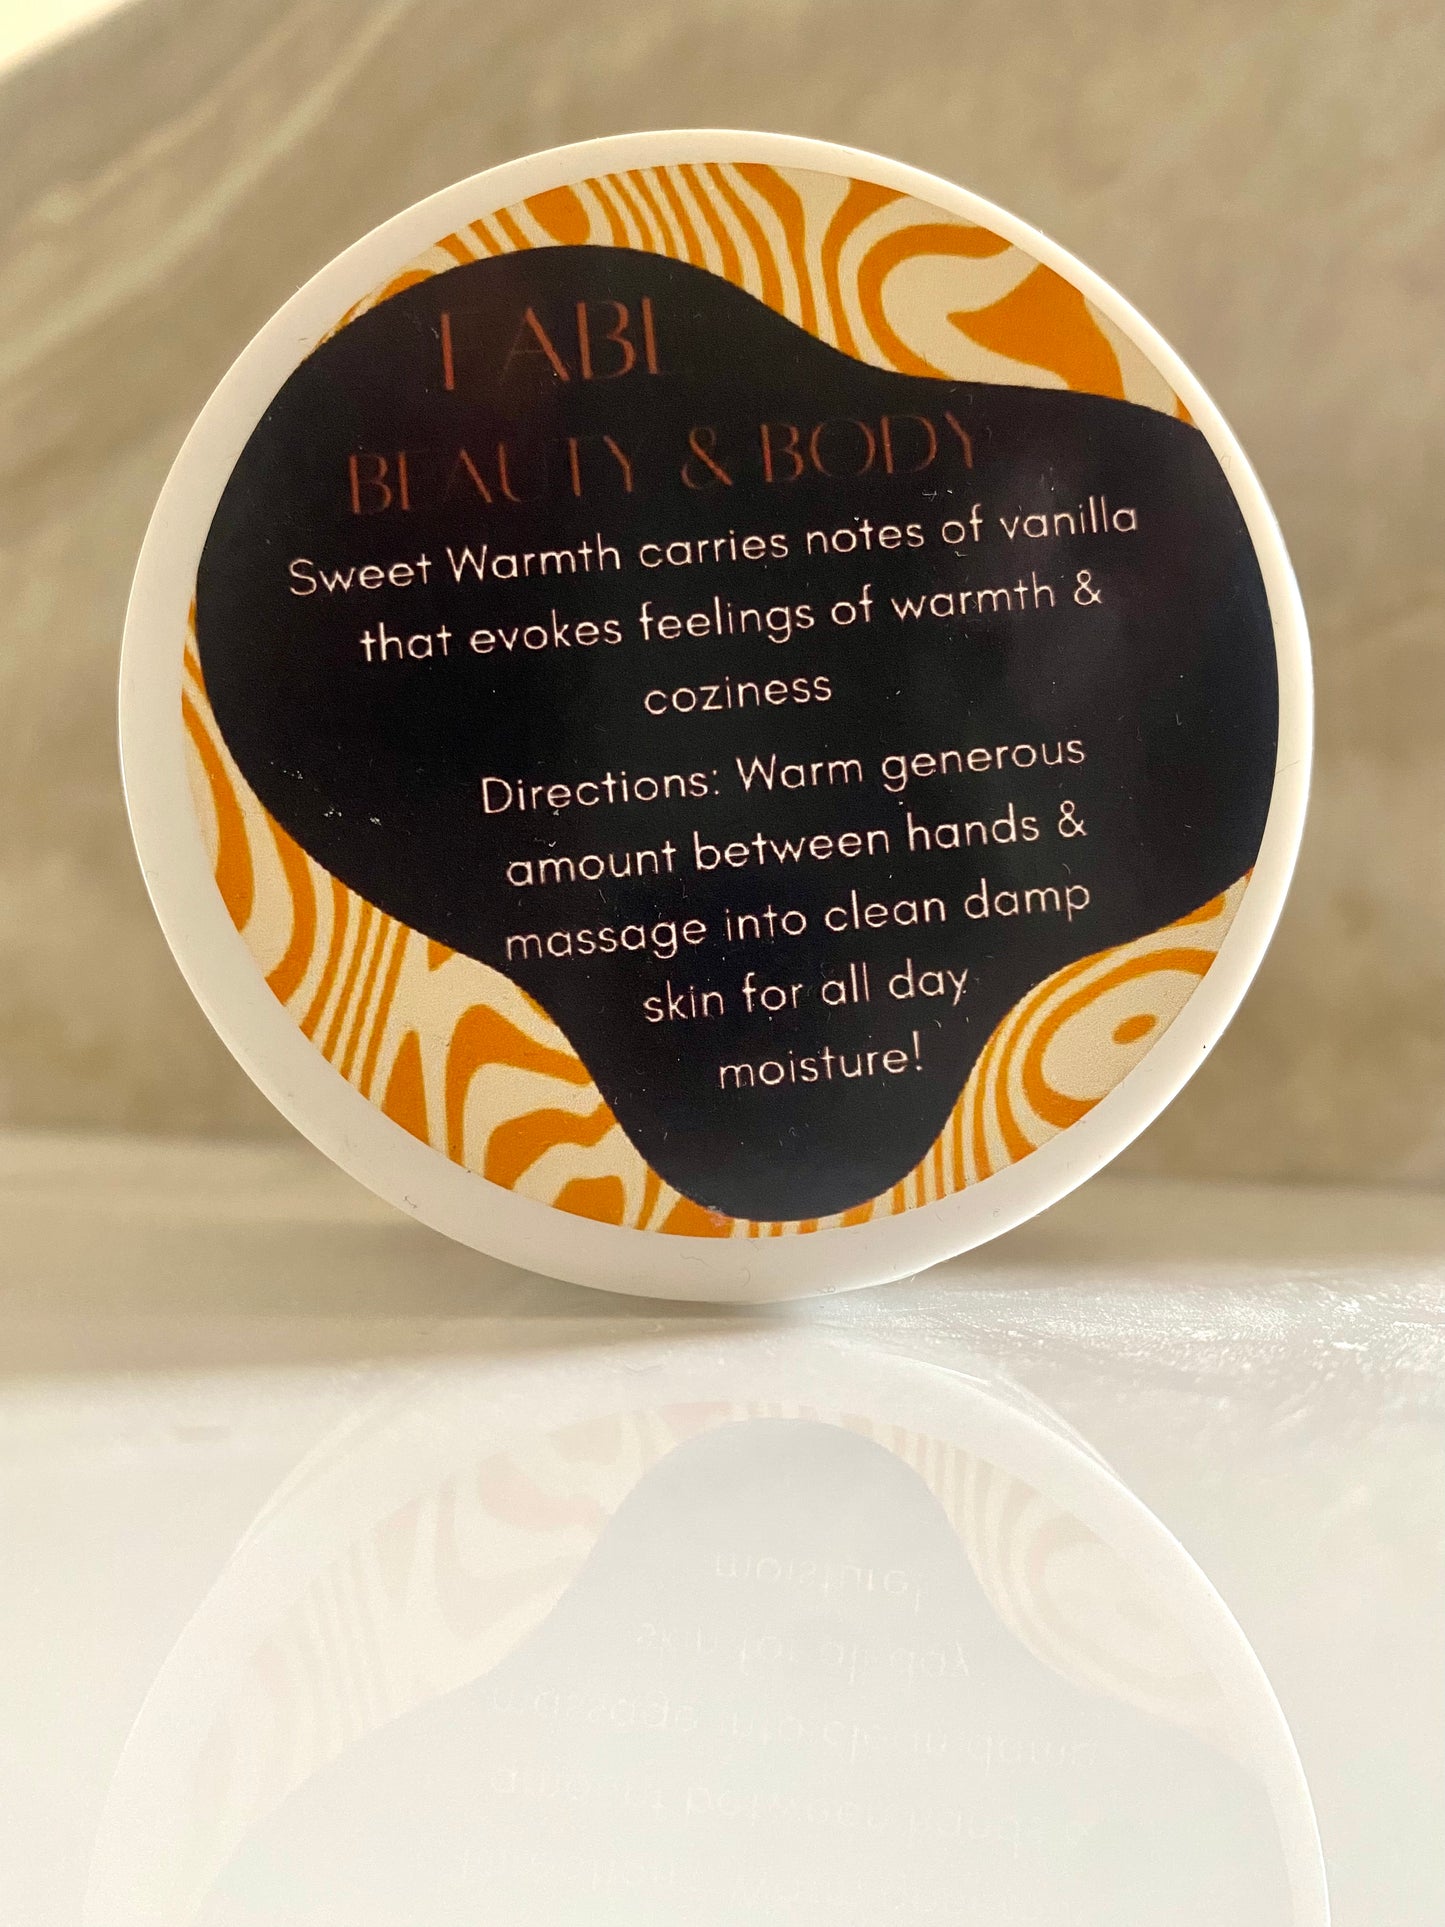 FABI
BEAUTY & BODY
Sweet Warmth carries notes of vanilla
that evokes feelings of warmth &
coziness
Directions: Warm generous
amount between hands &
massage into clean damp
skin for all day
moisture!